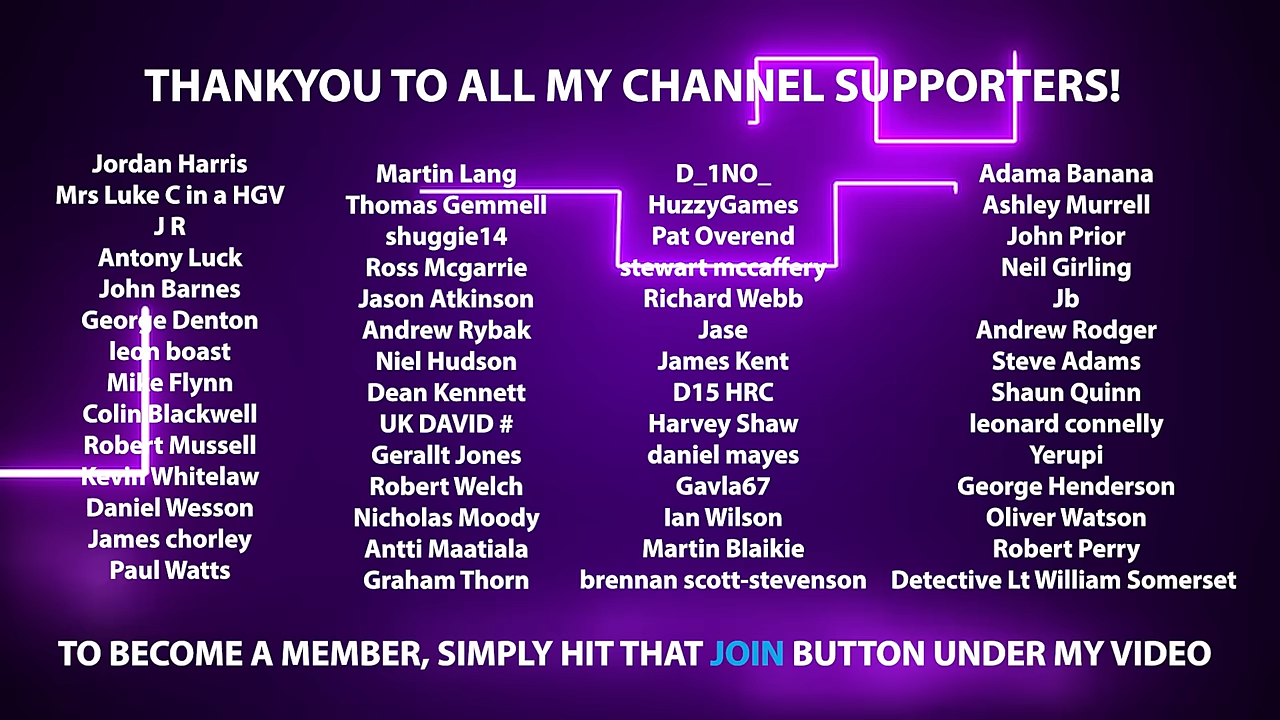 THANKYOU TO ALL MY CHANNEL SUPPORTERS!
Jordan Harris
Mrs Luke C in a HGV
J R
Antony Luck
John Barnes
George Denton
leon boast
Mike Flynn
Colin Blackwell
Robert Mussell
Kevin Whitelaw
Daniel Wesson
James chorley
Paul Watts
Martin Lang
Thomas Gemmell
shuggie14
Ross Mcgarrie
Jason Atkinson
Andrew Rybak
Niel Hudson
Dean Kennett
UK DAVID #
Gerallt Jones
Robert Welch
Nicholas Moody
Antti Maatiala
Graham Thorn
D_1NO_
HuzzyGames
Pat Overend
stewart mccaffery
Richard Webb
Jase
James Kent
D15 HRC
Harvey Shaw
daniel mayes
Gavla67
Ian Wilson
Martin Blaikie
brennan scott-stevenson
Adama Banana
Ashley Murrell
John Prior
Neil Girling
Jb
Andrew Rodger
Steve Adams
Shaun Quinn
leonard connelly
Yerupi
George Henderson
Oliver Watson
Robert Perry
Detective Lt William Somerset
TO BECOME A MEMBER, SIMPLY HIT THAT JOIN BUTTON UNDER MY VIDEO